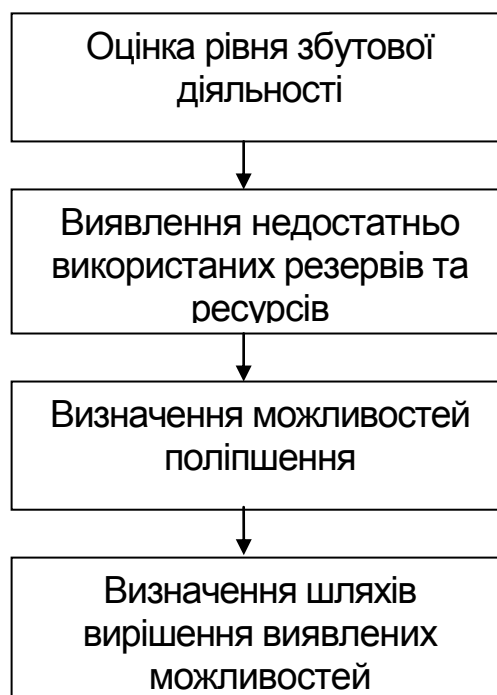 Оцінка рівня збутової
діяльності
Виявлення недостатньо
використаних резервів та
ресурсів
Визначення можливостей
поліпшення
Визначення шляхів
вирішення виявлених
можливостей